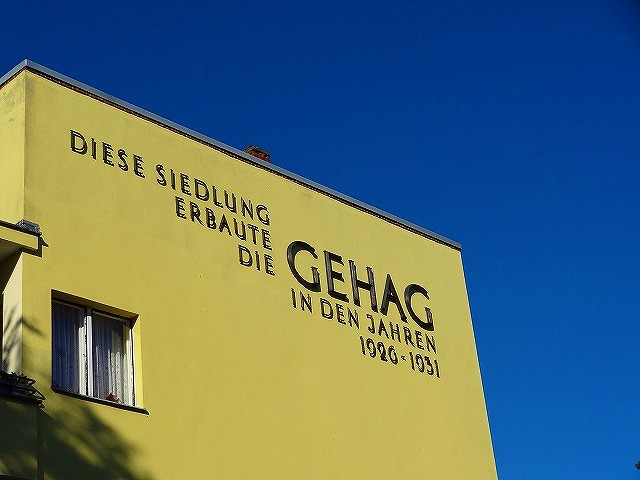 DIESE SIEDLUNG
ERBAUTE
DIE GEHAG
IN DEN JAHREN
1926-1931